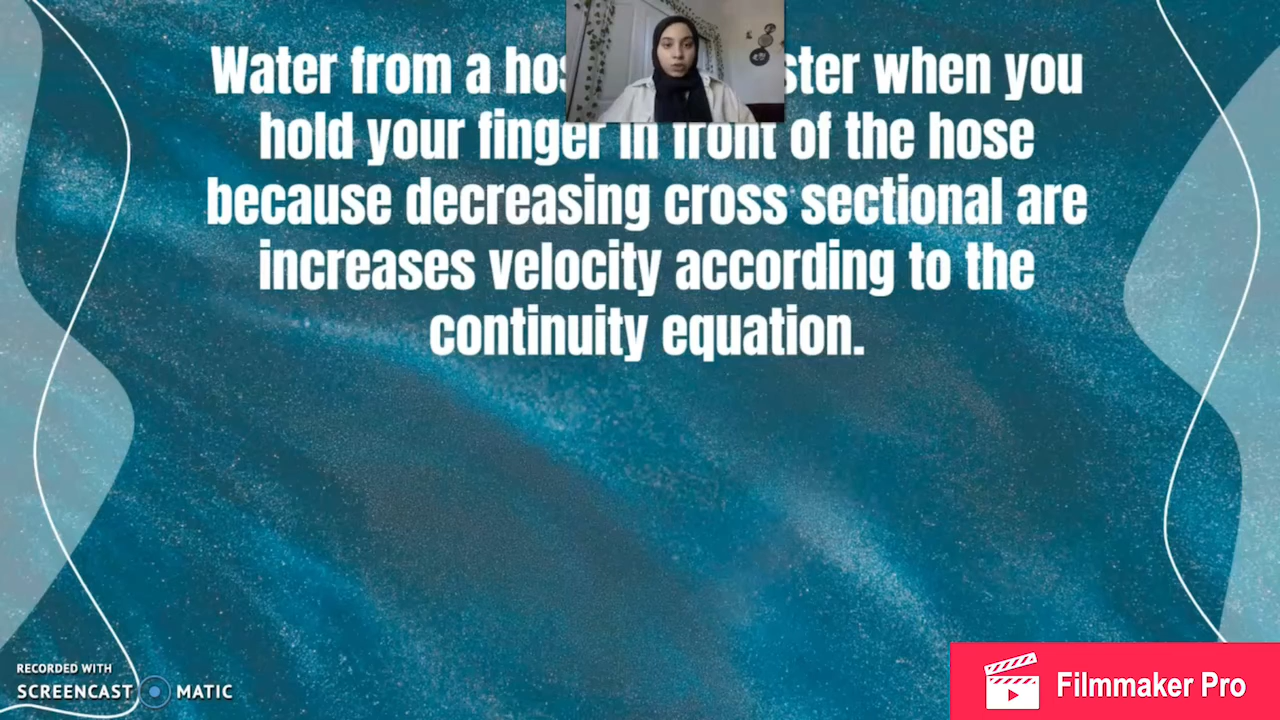 Water from a when you
hold your finger in front of the hose
because decreasing cross sectional are
increases velocity according to the
continuity equation.
RECORDED WITH
SCREENCAST MATIC
Filmmaker Pro